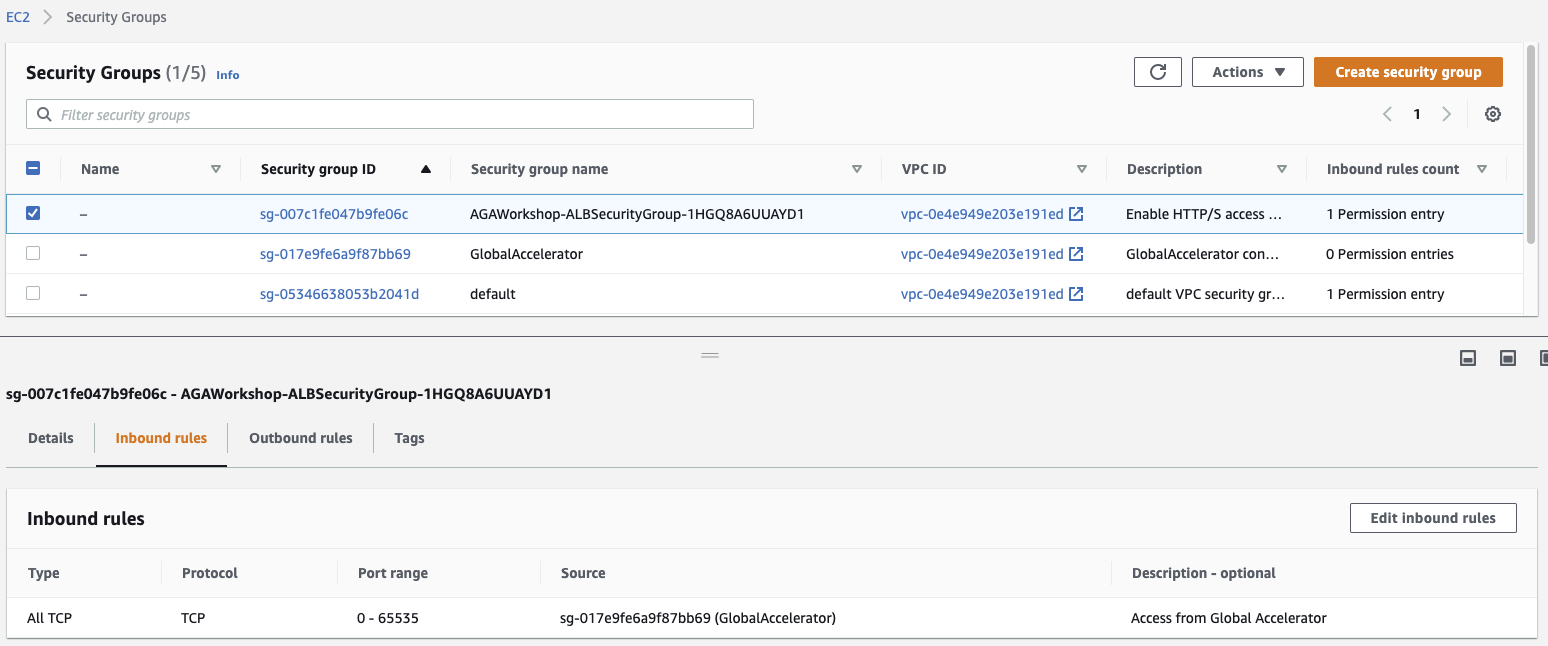 EC2 > Security Groups
Security Groups (1/5) Info
Actions ▼ Create security group
Filter security groups
< 1 >
Name Security group ID Security group name VPC ID Description Inbound rules count
– sg-007c1fe047b9fe06c AGAWorkshop-ALBSecurityGroup-1HGQ8A6UUAYD1 vpc-0e4e949e203e191ed Enable HTTP/S access ... 1 Permission entry
– sg-017e9fe6a9f87bb69 GlobalAccelerator vpc-0e4e949e203e191ed GlobalAccelerator con... 0 Permission entries
– sg-05346638053b2041d default vpc-0e4e949e203e191ed default VPC security gr... 1 Permission entry
sg-007c1fe047b9fe06c - AGAWorkshop-ALBSecurityGroup-1HGQ8A6UUAYD1
Details Inbound rules Outbound rules Tags
Inbound rules Edit inbound rules
Type Protocol Port range Source Description - optional
All TCP TCP 0 - 65535 sg-017e9fe6a9f87bb69 (GlobalAccelerator) Access from Global Accelerator